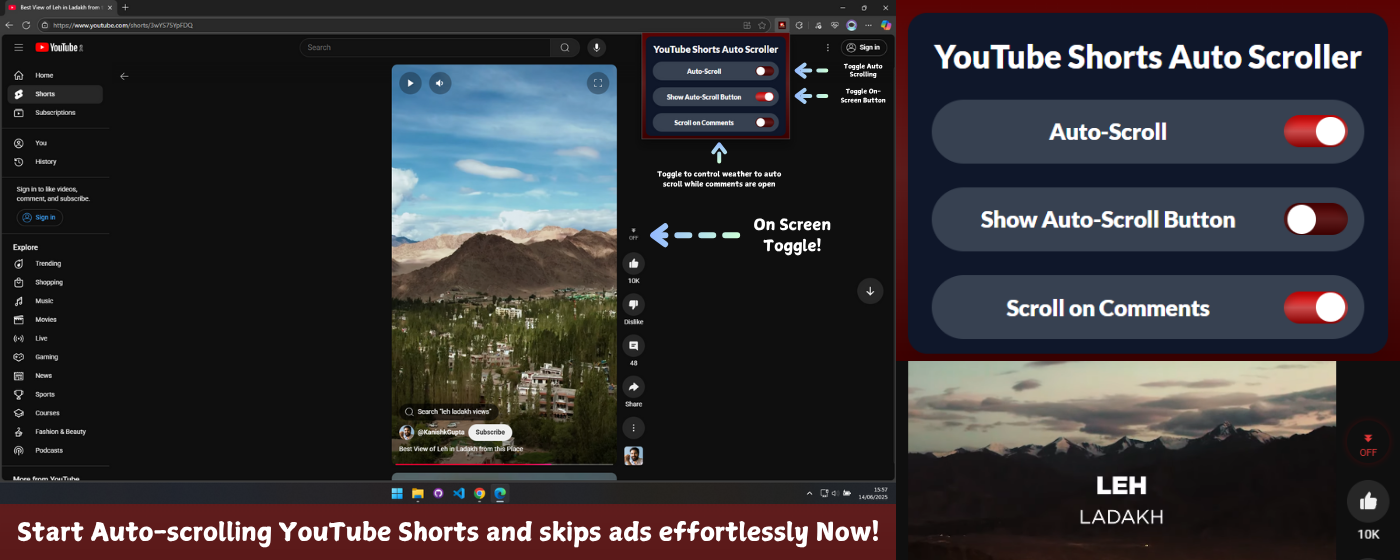 Best View of Leh in Ladakh from t
https://www.youtube.com/shorts/3wYS75YpFDQ
YouTube
Search
Sign in
Home
Shorts
Subscriptions
You
History
Sign in to like videos,
comment, and subscribe.
Sign in
Explore
Trending
Shopping
Music
Movies
Live
Gaming
News
Sports
Courses
Fashion & Beauty
Podcasts
More from YouTube
YouTube Shorts Auto Scroller
Auto-Scroll
Show Auto-Scroll Button
Scroll on Comments
Toggle Auto
Scrolling
Toggle On-
Screen Button
Toggle to control weather to auto
scroll while comments are open
On Screen
Toggle!
OFF
10K
Dislike
48
Share
Search "leh ladakh views"
@KanishkGupta
Subscribe
Best View of Leh in Ladakh from this Place
15:57
14/06/2025
Start Auto-scrolling YouTube Shorts and skips ads effortlessly Now!
YouTube Shorts Auto Scroller
Auto-Scroll
Show Auto-Scroll Button
Scroll on Comments
LEH
LADAKH
OFF
10K